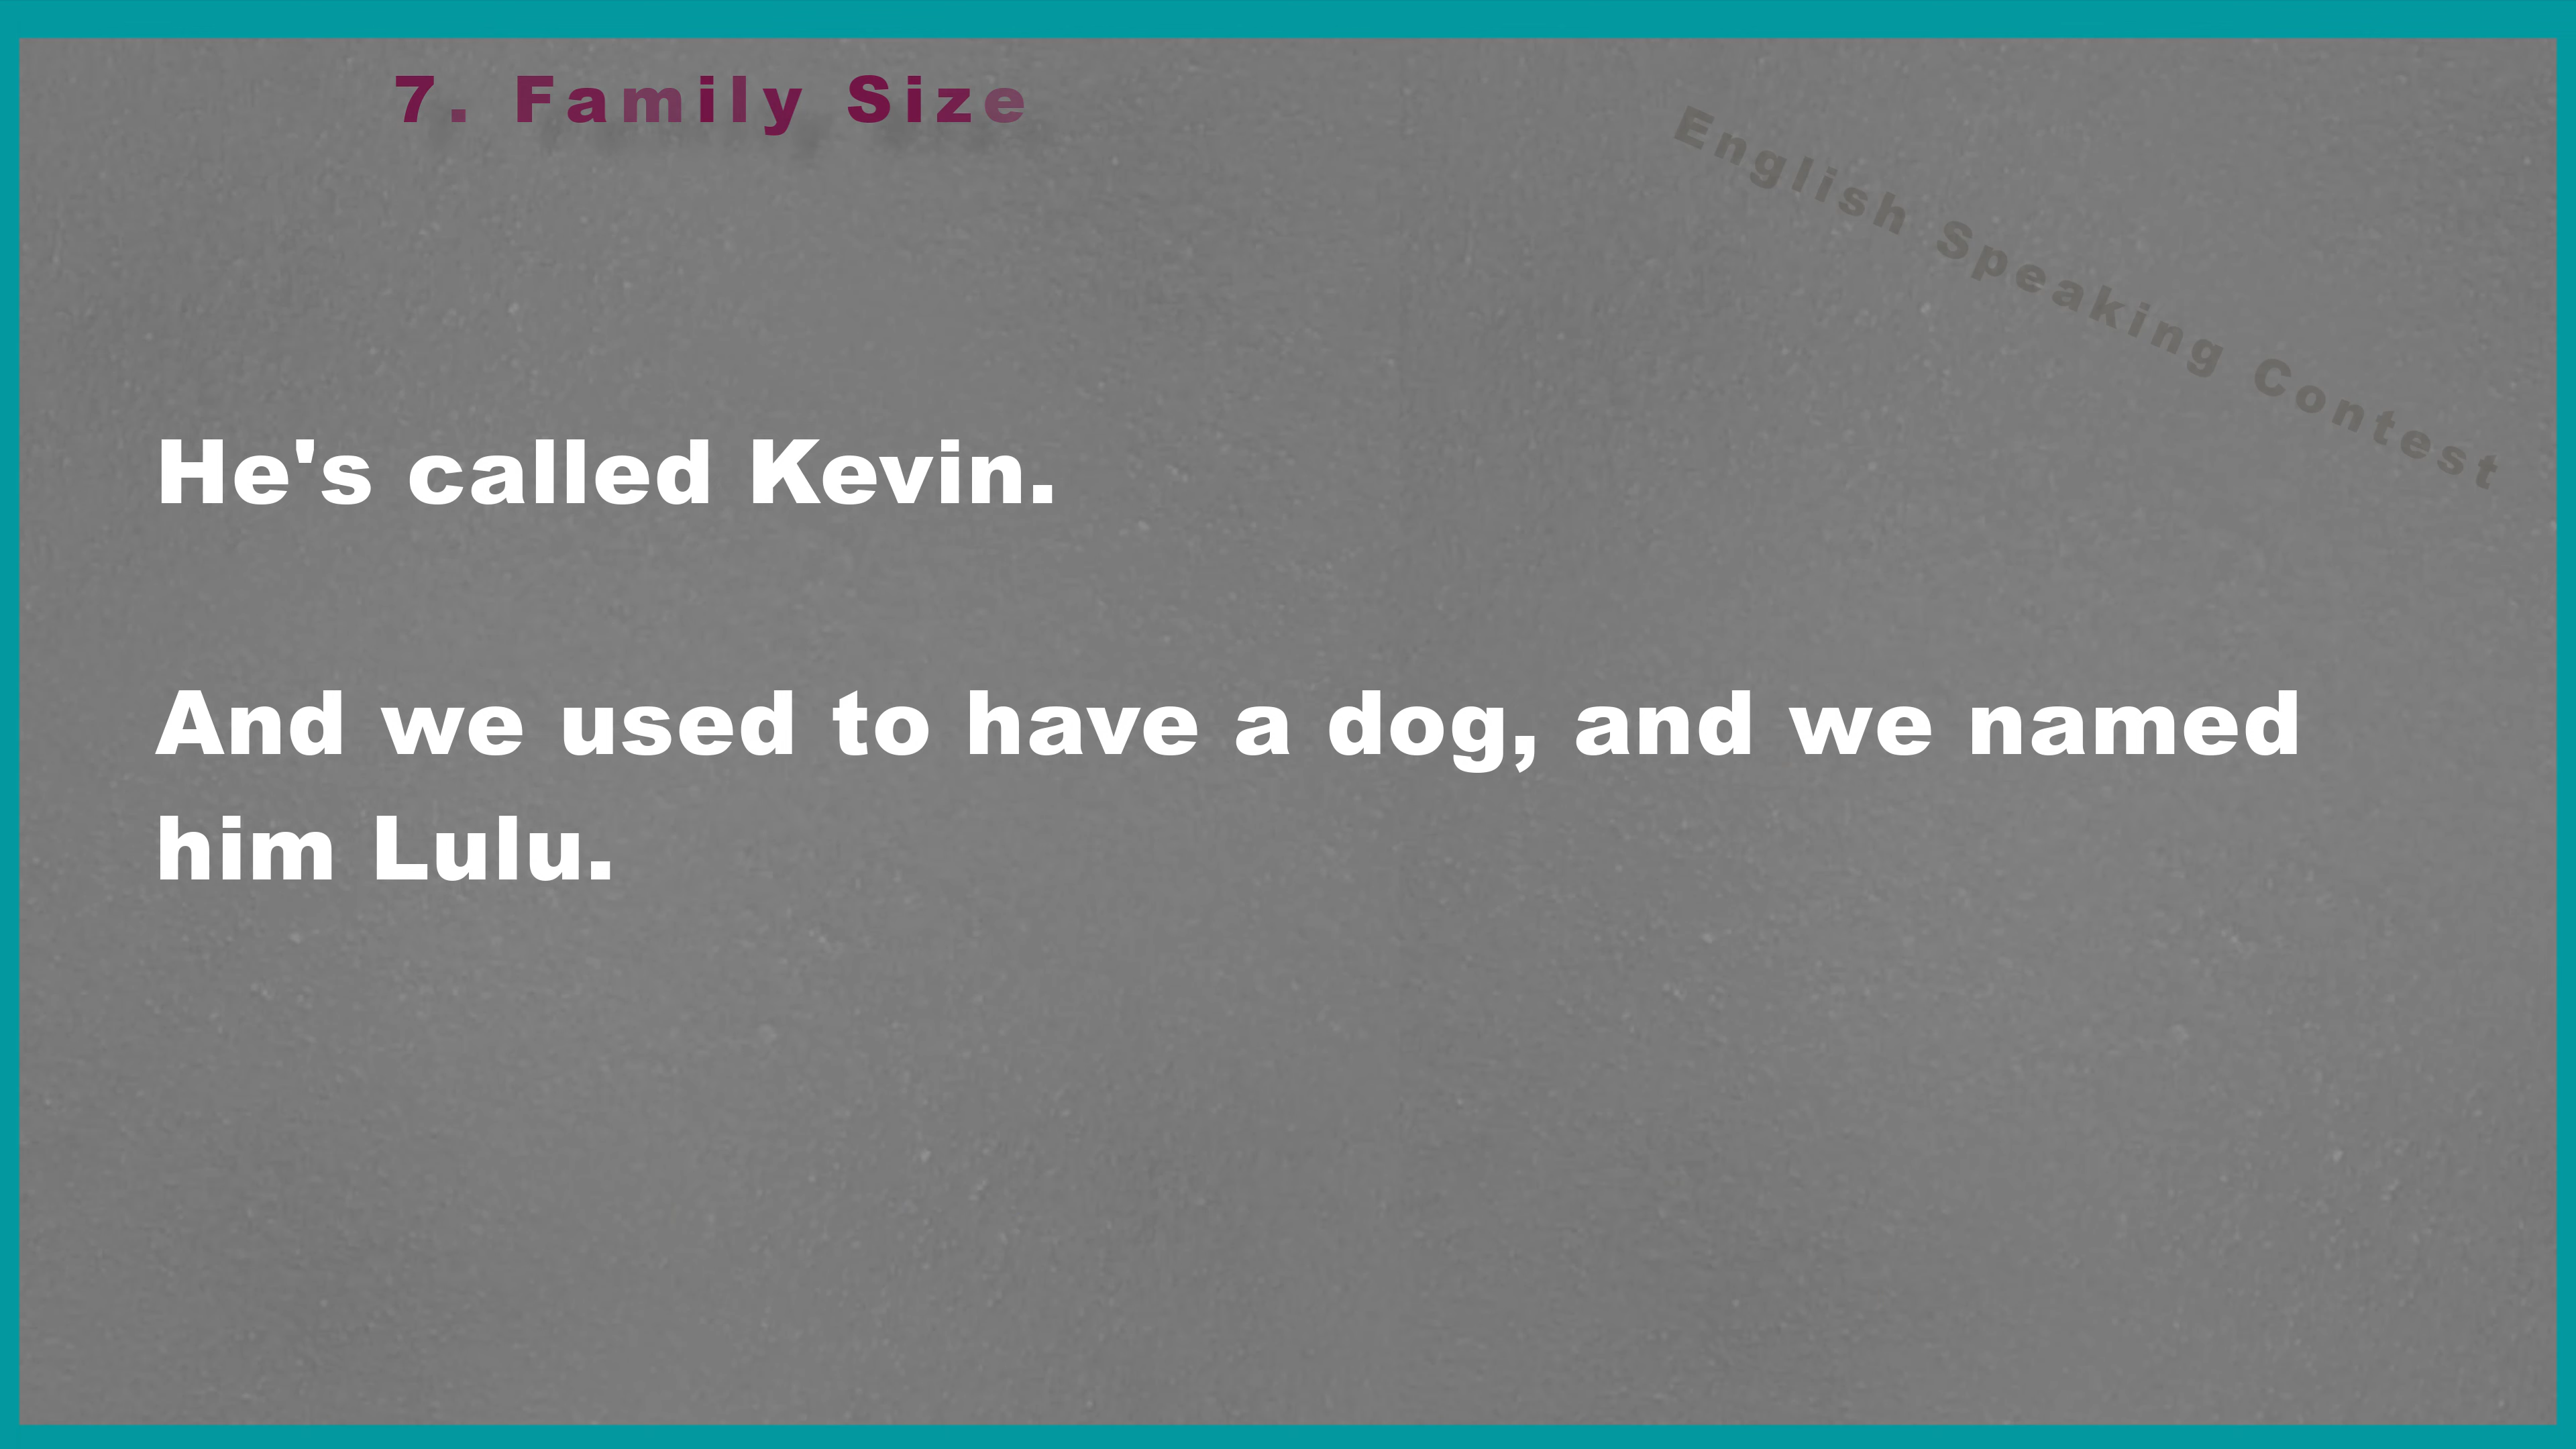 7. Family Size
English Speaking Contest
He's called Kevin.
And we used to have a dog, and we named
him Lulu.